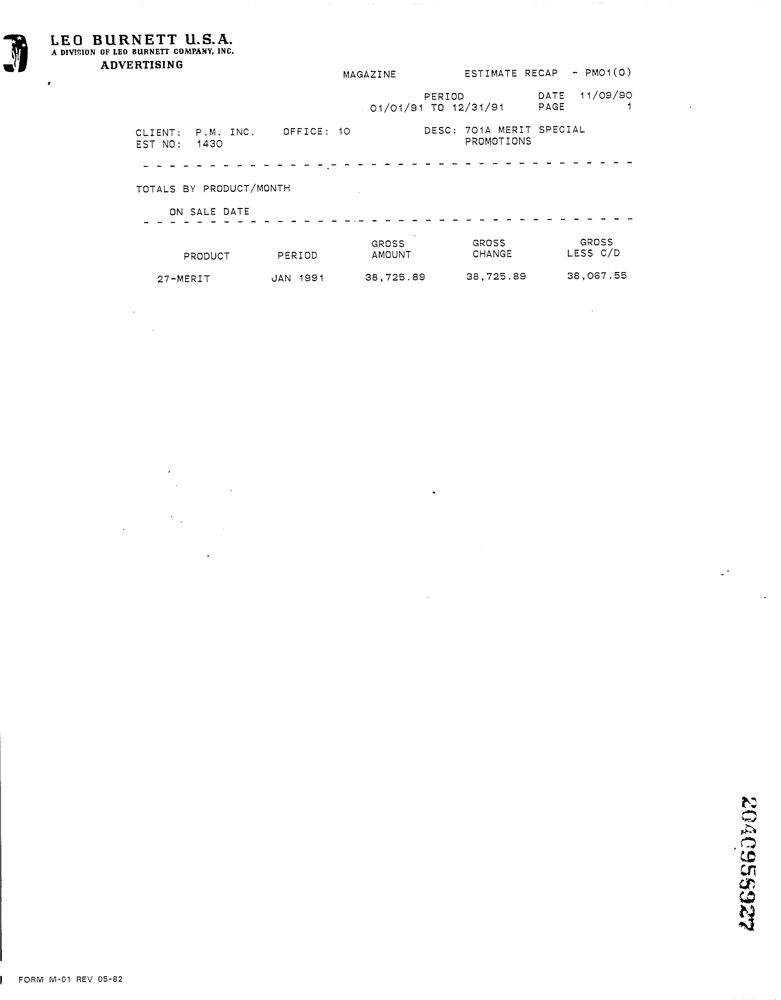 LEO BURNETT U.S.A.
A DIVISION OF LEO BURNETT COMPANY, INC.
ADVERTISING
MAGAZINE ESTIMATE RECAP - PM01(0)
PERIOD DATE 11/09/90
01/01/91 TO 12/31/91 PAGE 1
CLIENT: P.M. INC. OFFICE: 10 DESC: 701A MERIT SPECIAL
EST NO: 1430 PROMOTIONS
TOTALS BY PRODUCT/MONTH
ON SALE DATE
GROSS GROSS GROSS
PRODUCT PERIOD AMOUNT CHANGE LESS C/D
27-MERIT JAN 1991 38,725.89 38,725.89 38,067.55
2040955927
FORM M-01 REV 05-82